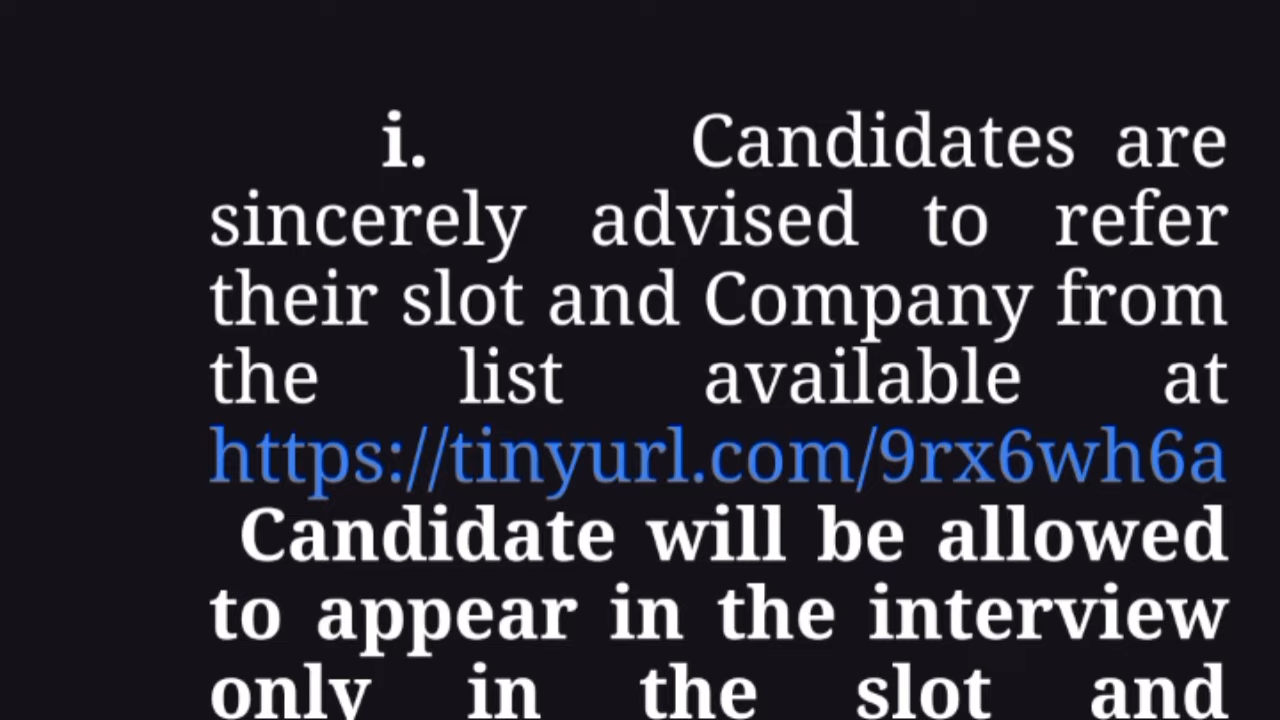 i. Candidates are
sincerely advised to refer
their slot and Company from
the list available at
https://tinyurl.com/9rx6wh6a
Candidate will be allowed
to appear in the interview
only in the slot and